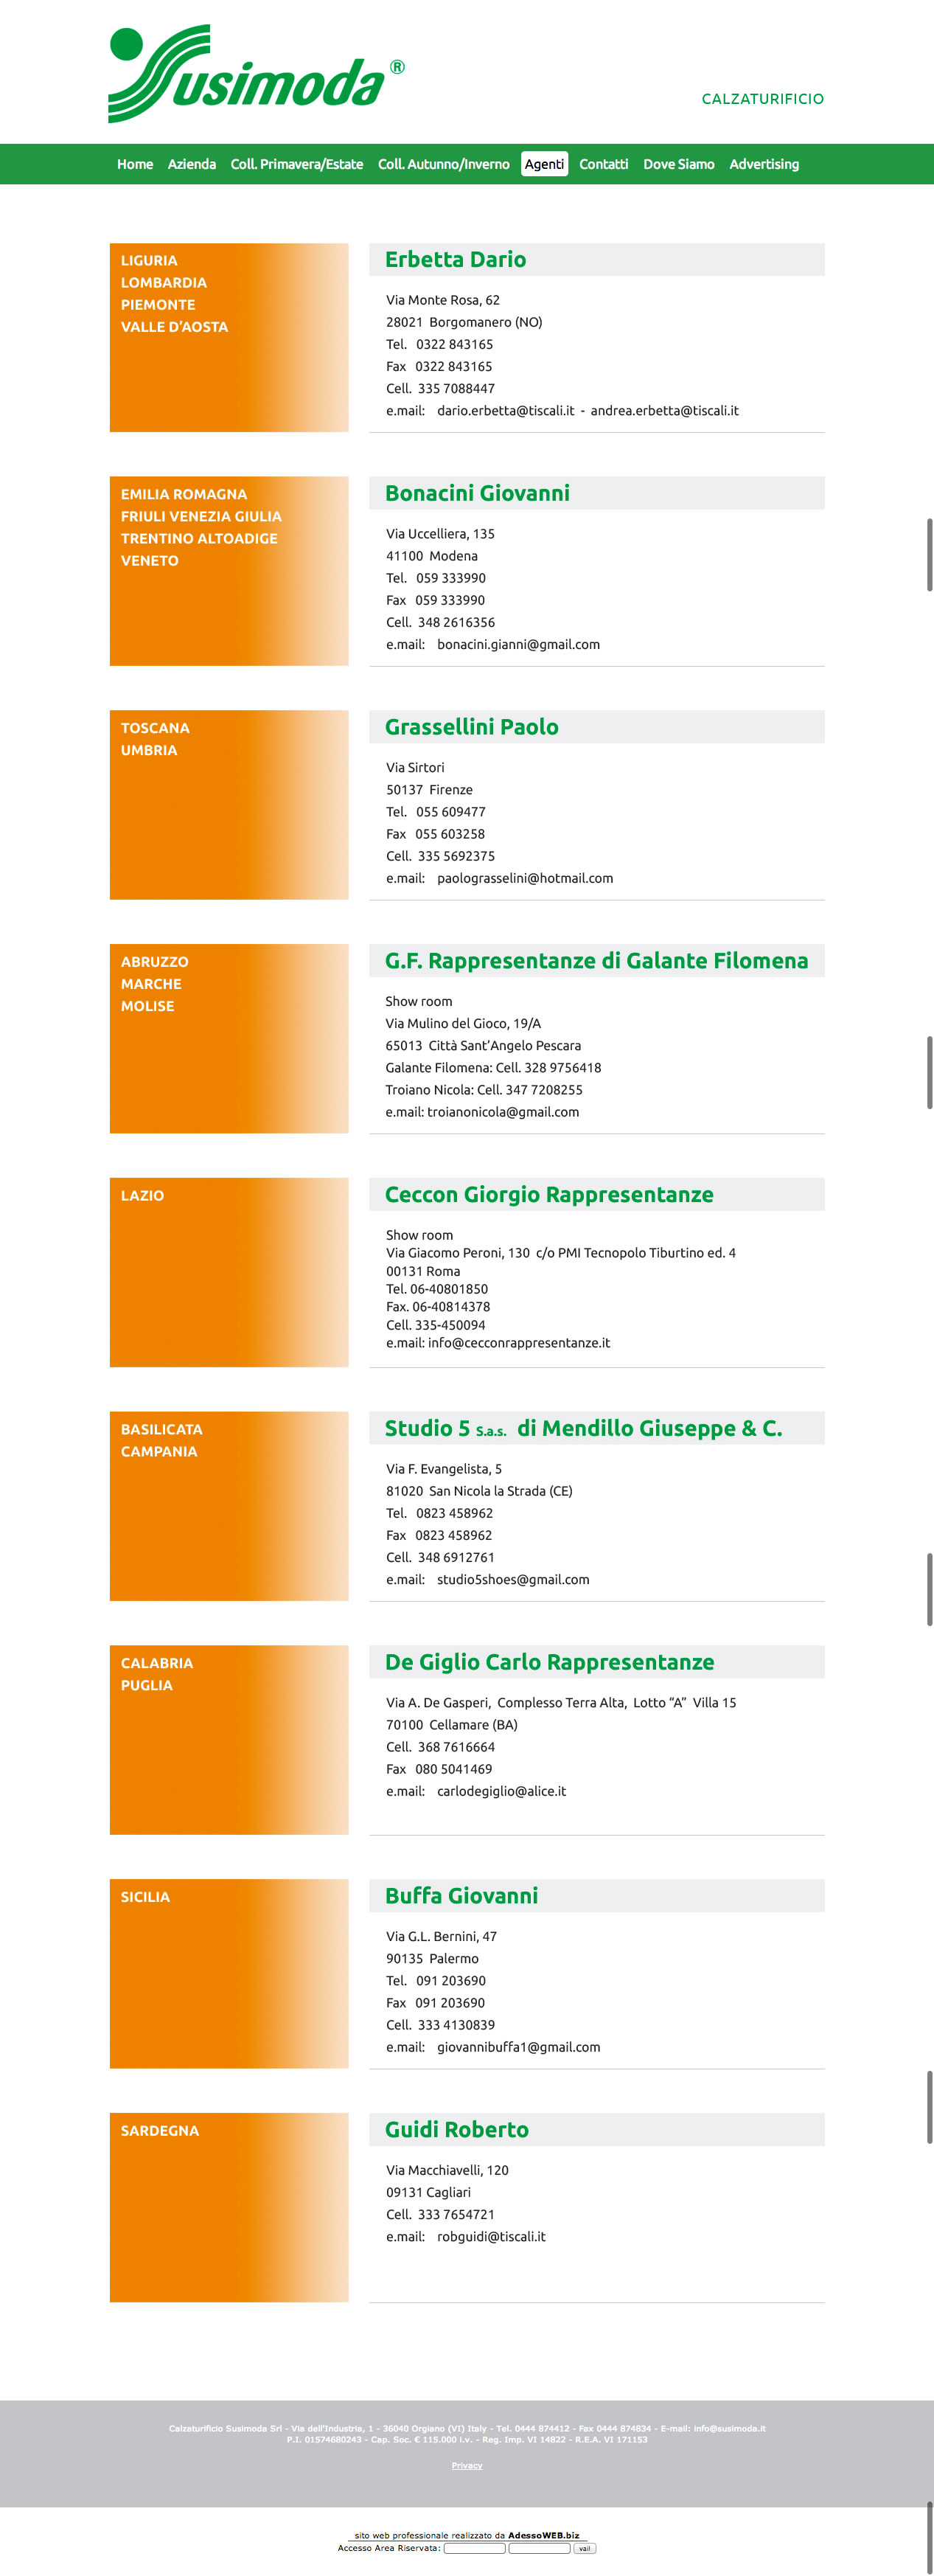 Susimoda ®
CALZATURIFICIO
Home Azienda Coll. Primavera/Estate Coll. Autunno/Inverno Agenti Contatti Dove Siamo Advertising
LIGURIA
LOMBARDIA
PIEMONTE
VALLE D’AOSTA
Erbetta Dario
Via Monte Rosa, 62
28021 Borgomanero (NO)
Tel. 0322 843165
Fax 0322 843165
Cell. 335 7088447
e.mail: dario.erbetta@tiscali.it - andrea.erbetta@tiscali.it
EMILIA ROMAGNA
FRIULI VENEZIA GIULIA
TRENTINO ALTOADIGE
VENETO
Bonacini Giovanni
Via Uccelliera, 135
41100 Modena
Tel. 059 333990
Fax 059 333990
Cell. 348 2616356
e.mail: bonacini.gianni@gmail.com
TOSCANA
UMBRIA
Grassellini Paolo
Via Sirtori
50137 Firenze
Tel. 055 609477
Fax 055 603258
Cell. 335 5692375
e.mail: paolograsselini@hotmail.com
ABRUZZO
MARCHE
MOLISE
G.F. Rappresentanze di Galante Filomena
Show room
Via Mulino del Gioco, 19/A
65013 Città Sant’Angelo Pescara
Galante Filomena: Cell. 328 9756418
Troiano Nicola: Cell. 347 7208255
e.mail: troianonicola@gmail.com
LAZIO
Ceccon Giorgio Rappresentanze
Show room
Via Giacomo Peroni, 130 c/o PMI Tecnopolo Tiburtino ed. 4
00131 Roma
Tel. 06-40801850
Fax. 06-40814378
Cell. 335-450094
e.mail: info@cecconrappresentanze.it
BASILICATA
CAMPANIA
Studio 5 S.a.s. di Mendillo Giuseppe & C.
Via F. Evangelista, 5
81020 San Nicola la Strada (CE)
Tel. 0823 458962
Fax 0823 458962
Cell. 348 6912761
e.mail: studio5shoes@gmail.com
CALABRIA
PUGLIA
De Giglio Carlo Rappresentanze
Via A. De Gasperi, Complesso Terra Alta, Lotto “A” Villa 15
70100 Cellamare (BA)
Cell. 368 7616664
Fax 080 5041469
e.mail: carlodegiglio@alice.it
SICILIA
Buffa Giovanni
Via G.L. Bernini, 47
90135 Palermo
Tel. 091 203690
Fax 091 203690
Cell. 333 4130839
e.mail: giovannibuffa1@gmail.com
SARDEGNA
Guidi Roberto
Via Macchiavelli, 120
09131 Cagliari
Cell. 333 7654721
e.mail: robguidi@tiscali.it
Calzaturificio Susimoda Srl - Via dell'Industria, 1 - 36040 Orgiano (VI) Italy - Tel. 0444 874412 - Fax 0444 874834 - E-mail: info@susimoda.it
P.I. 01574680243 - Cap. Soc. € 115.000 i.v. - Reg. Imp. VI 14822 - R.E.A. VI 171153
Privacy
sito web professionale realizzato da AdessoWEB.biz
Accesso Area Riservata: vail